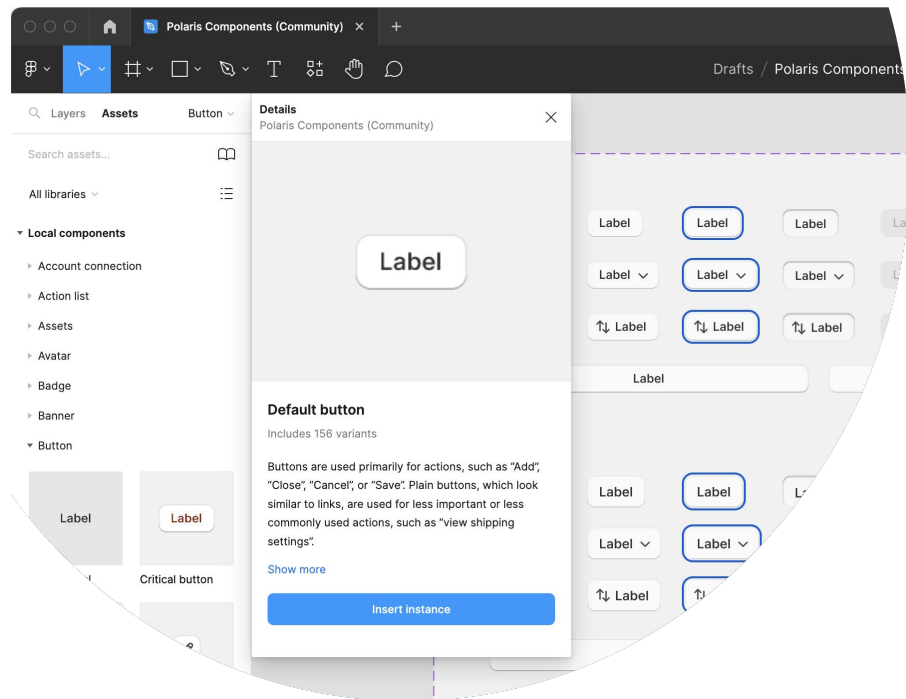 Polaris Components (Community)
Drafts / Polaris Components
Layers Assets Button
Search assets...
All libraries
Local components
Account connection
Action list
Assets
Avatar
Badge
Banner
Button
Label
Label
Critical button
Details
Polaris Components (Community)
Label
Default button
Includes 156 variants
Buttons are used primarily for actions, such as “Add”,
“Close”, “Cancel”, or “Save”. Plain buttons, which look
similar to links, are used for less important or less
commonly used actions, such as “view shipping
settings”.
Show more
Insert instance
Label Label Label
Label Label Label
Label Label Label
Label
Label Label
Label Label
Label